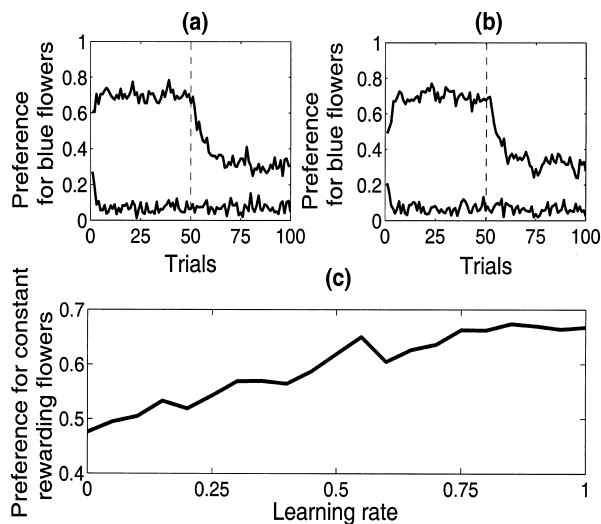 (a)
Preference
for blue flowers
1
0.8
0.6
0.4
0.2
0
0 25 50 75 100
Trials
(b)
Preference
for blue flowers
1
0.8
0.6
0.4
0.2
0
0 25 50 75 100
Trials
(c)
Preference for constant
rewarding flowers
0.7
0.6
0.5
0.4
0 0.25 0.5 0.75 1
Learning rate